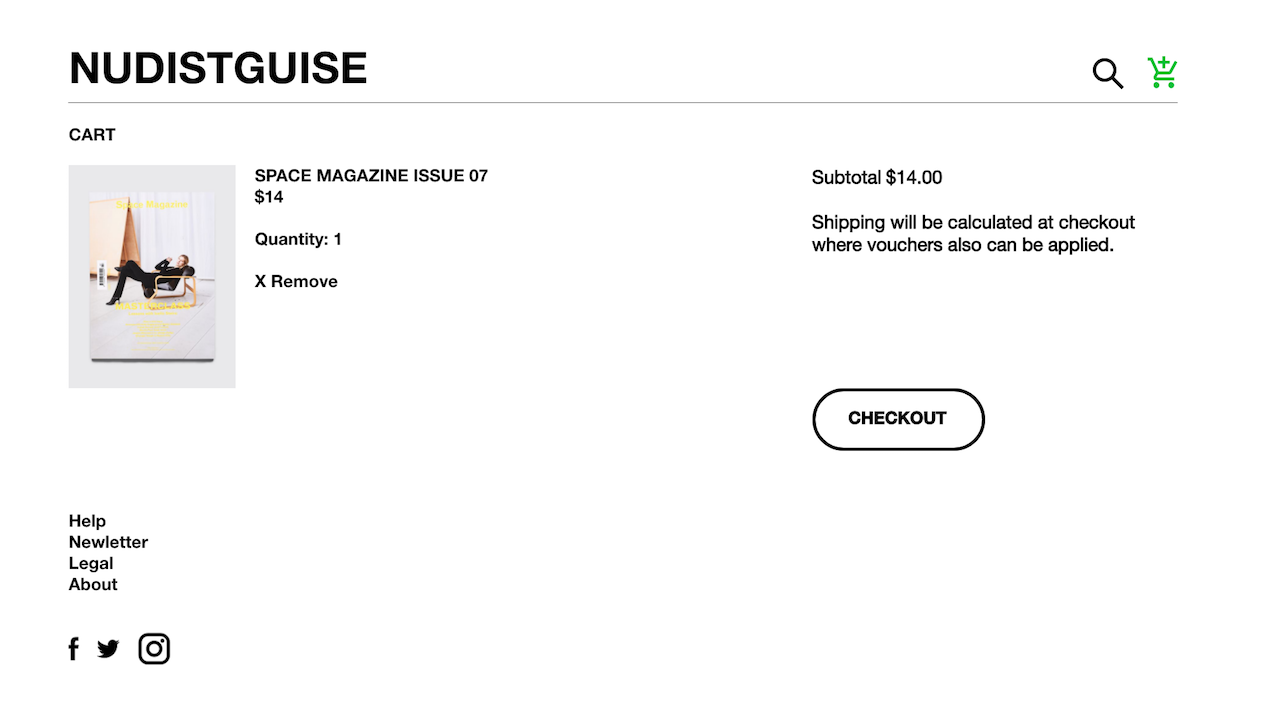 NUDISTGUISE
CART
Space Magazine
SPACE MAGAZINE ISSUE 07
$14
Quantity: 1
X Remove
Subtotal $14.00
Shipping will be calculated at checkout
where vouchers also can be applied.
CHECKOUT
Help
Newletter
Legal
About